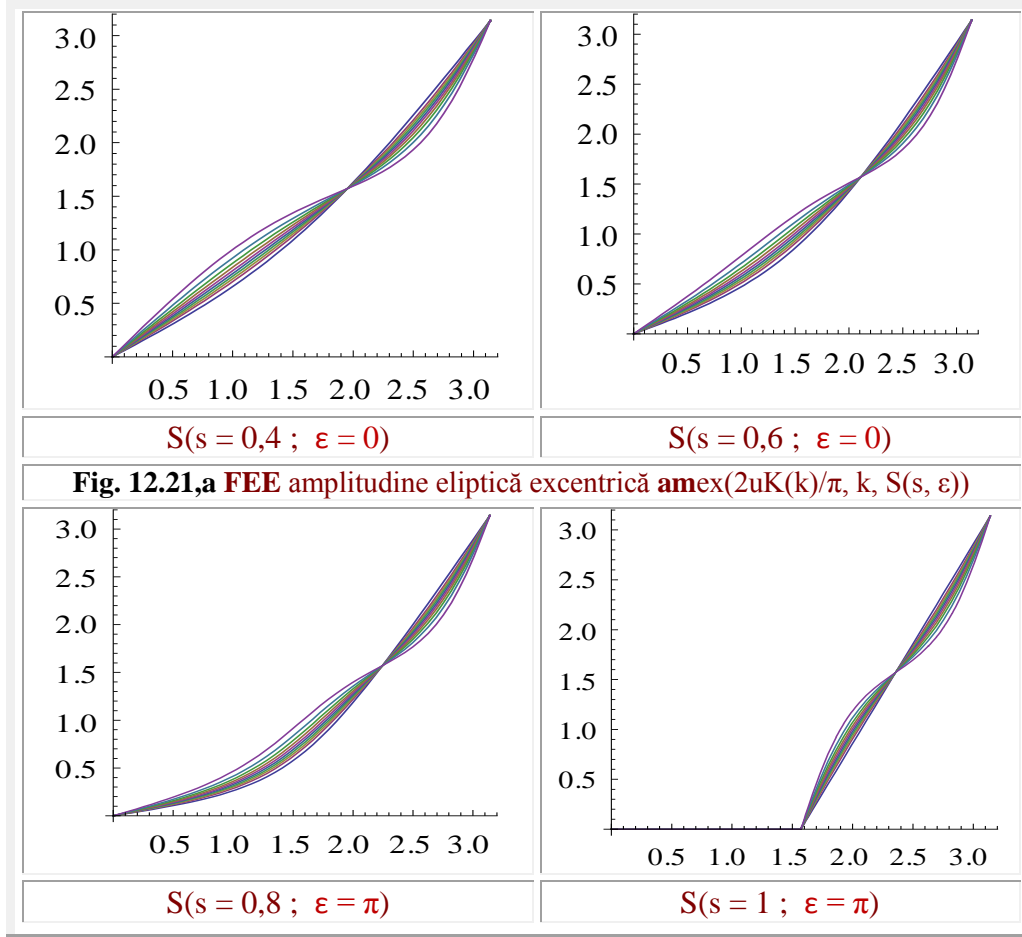 3.0
2.5
2.0
1.5
1.0
0.5
0.5 1.0 1.5 2.0 2.5 3.0
3.0
2.5
2.0
1.5
1.0
0.5
0.5 1.0 1.5 2.0 2.5 3.0
S(s = 0,4 ; ε = 0)
S(s = 0,6 ; ε = 0)
Fig. 12.21,a FEE amplitudine eliptică excentrică amex(2uK(k)/π, k, S(s, ε))
3.0
2.5
2.0
1.5
1.0
0.5
0.5 1.0 1.5 2.0 2.5 3.0
3.0
2.5
2.0
1.5
1.0
0.5
0.5 1.0 1.5 2.0 2.5 3.0
S(s = 0,8 ; ε = π)
S(s = 1 ; ε = π)